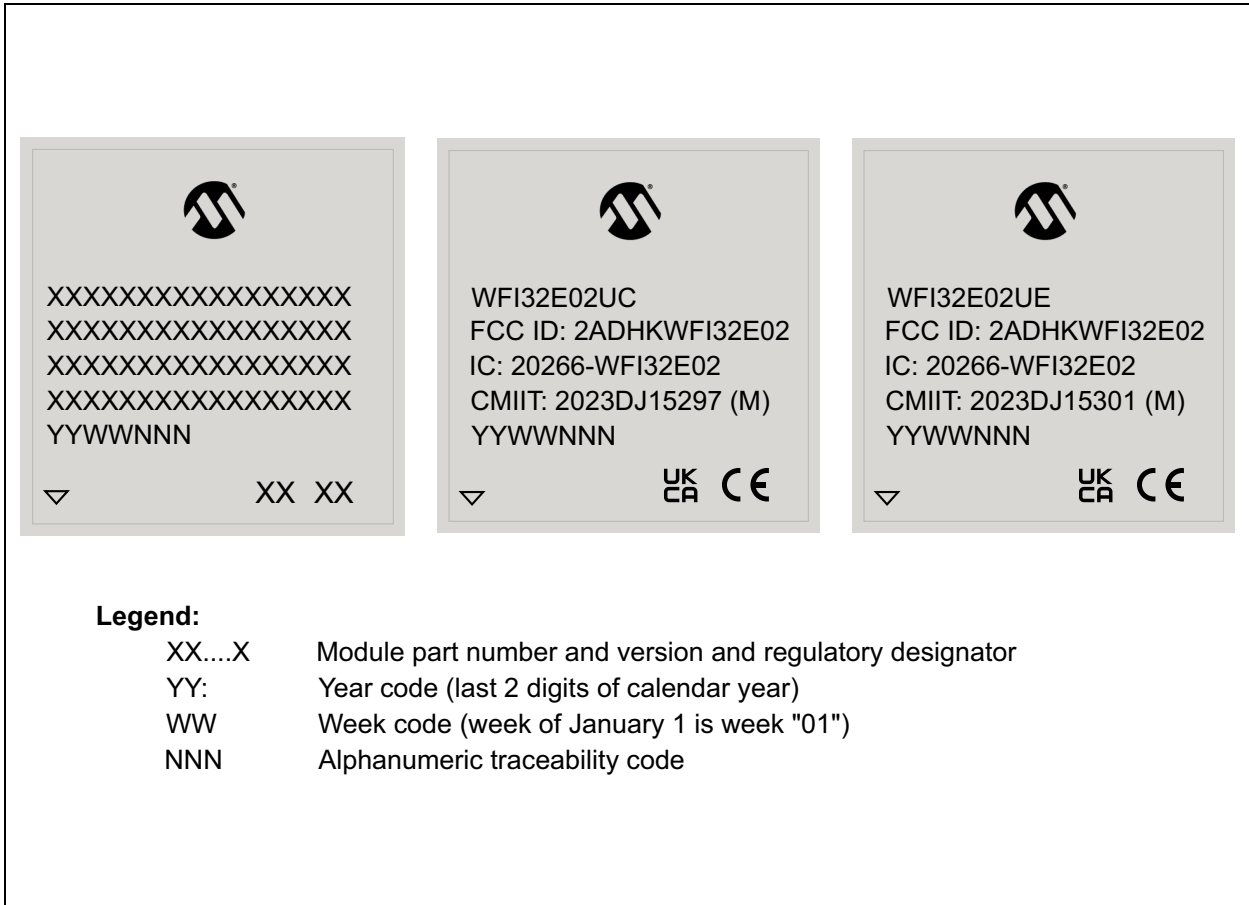 XXXXXXXXXXXXXXXXX
XXXXXXXXXXXXXXXXX
XXXXXXXXXXXXXXXXX
XXXXXXXXXXXXXXXXX
YYWWNNN
XX XX
WFI32E02UC
FCC ID: 2ADHKWFI32E02
IC: 20266-WFI32E02
CMIIT: 2023DJ15297 (M)
YYWWNNN
UK
CA CE
WFI32E02UE
FCC ID: 2ADHKWFI32E02
IC: 20266-WFI32E02
CMIIT: 2023DJ15301 (M)
YYWWNNN
UK
CA CE
Legend:
XX....X Module part number and version and regulatory designator
YY: Year code (last 2 digits of calendar year)
WW Week code (week of January 1 is week "01")
NNN Alphanumeric traceability code